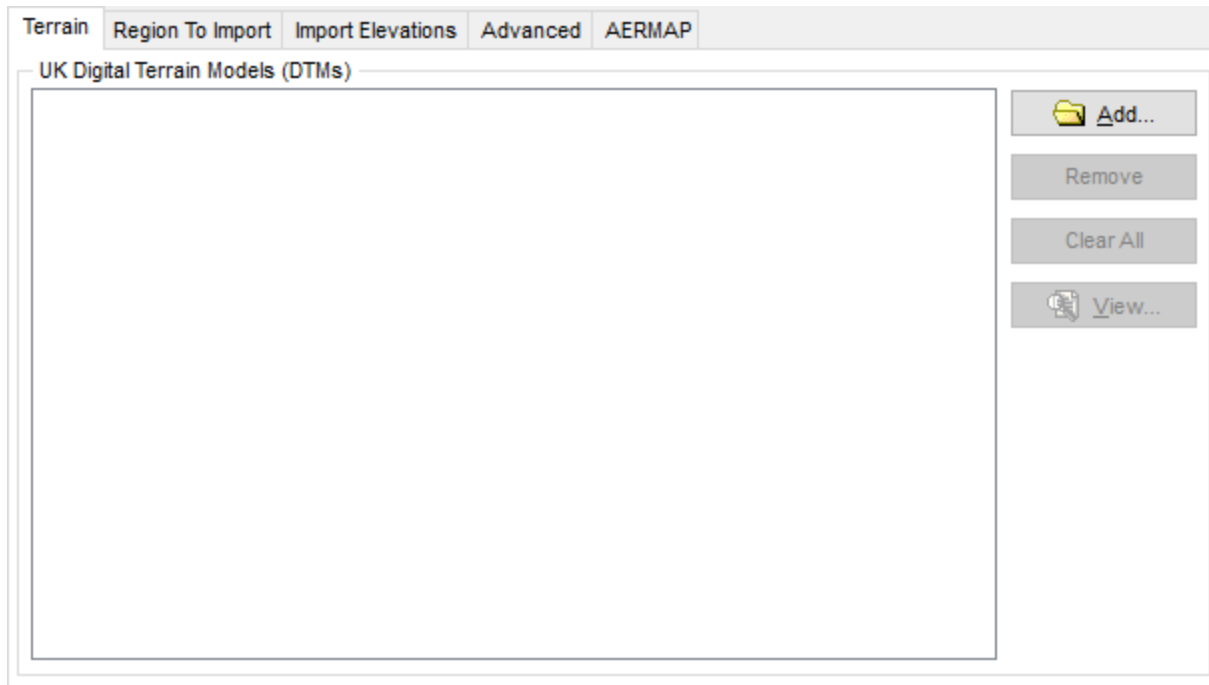 Terrain Region To Import Import Elevations Advanced AERMAP
UK Digital Terrain Models (DTMs)
Add...
Remove
Clear All
View...